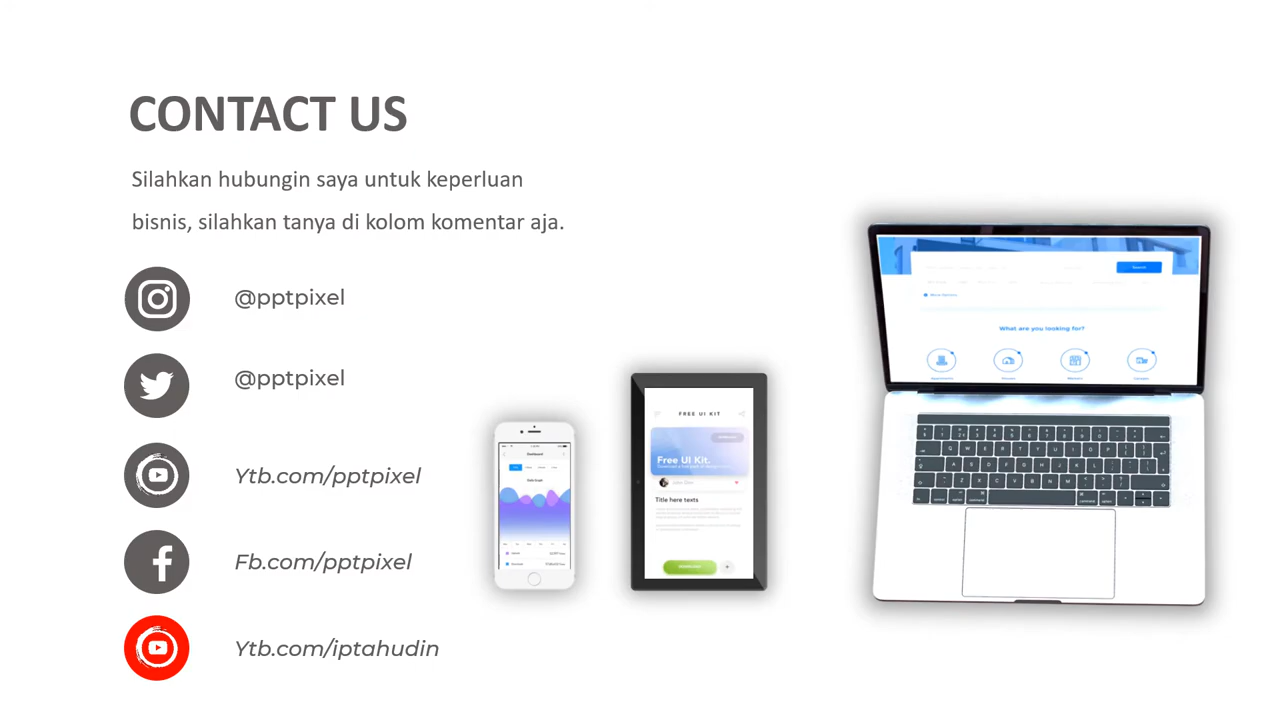 CONTACT US
Silahkan hubungin saya untuk keperluan
bisnis, silahkan tanya di kolom komentar aja.
@pptpixel
@pptpixel
Ytb.com/pptpixel
Fb.com/pptpixel
Ytb.com/iptahudin
Dashboard
FREE UI KIT
Free UI Kit.
Title here texts
Search
What are you looking for?